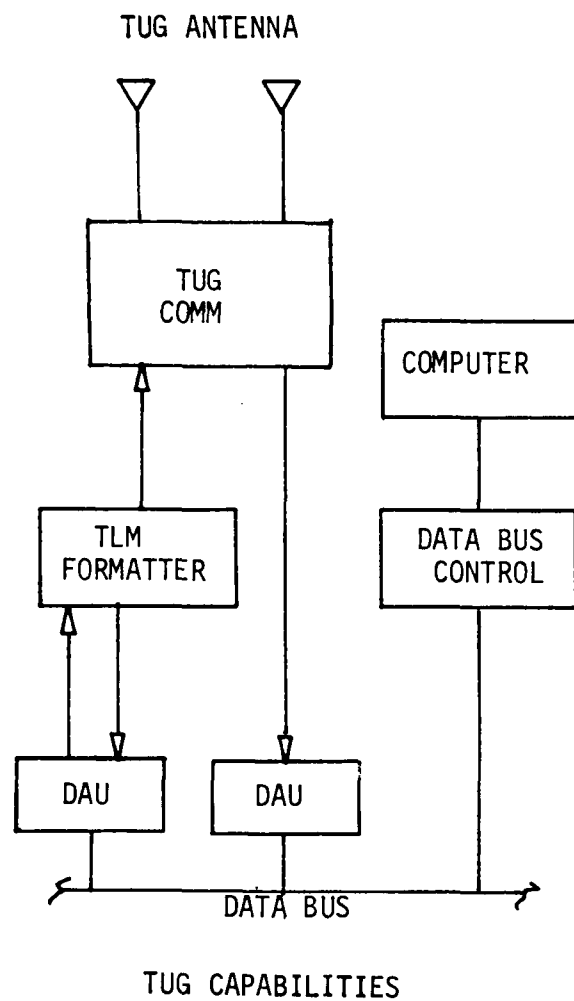 TUG ANTENNA
TUG
COMM
COMPUTER
TLM
FORMATTER
DATA BUS
CONTROL
DAU
DAU
DATA BUS
TUG CAPABILITIES